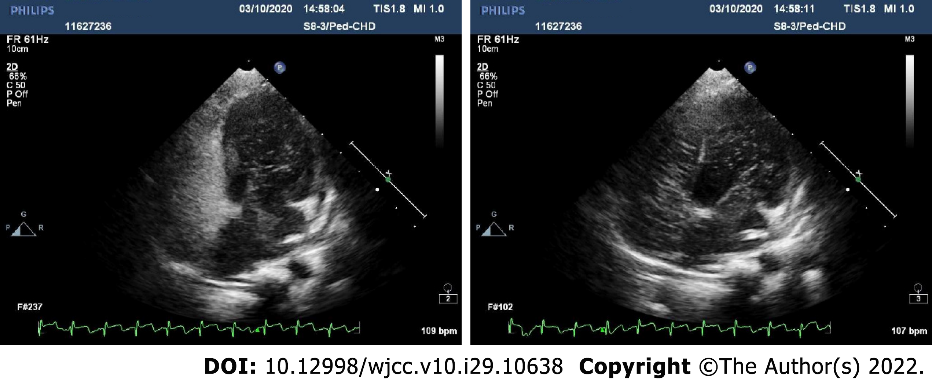 PHILIPS
03/10/2020 14:58:04 TIS1.8 MI 1.0
11627236 S8-3/Ped-CHD
FR 61Hz
10cm
M3
2D
66%
C 50
P Off
Pen
P
G
P R
2
F#237
109 bpm
PHILIPS
03/10/2020 14:58:11 TIS1.8 MI 1.0
11627236 S8-3/Ped-CHD
FR 61Hz
10cm
M3
2D
66%
C 50
P Off
Pen
P
G
P R
3
F#102
107 bpm
DOI: 10.12998/wjcc.v10.i29.10638 Copyright ©The Author(s) 2022.